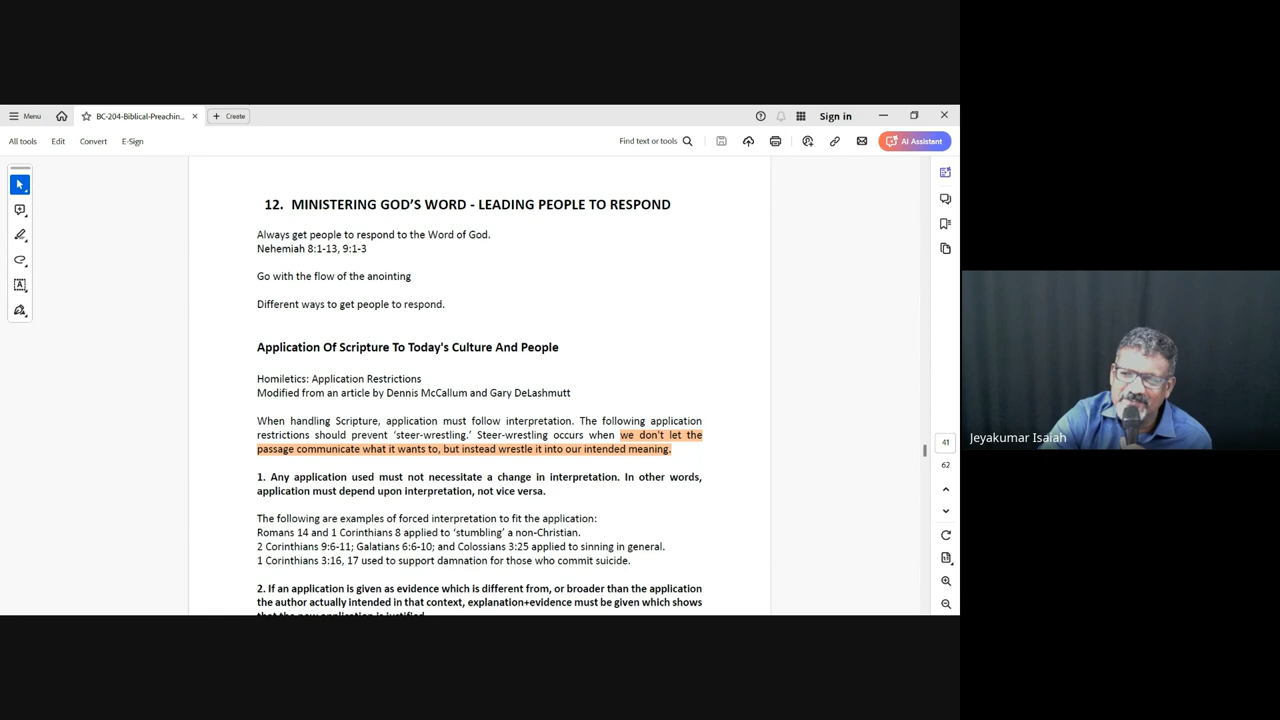 Menu
BC-204-Biblical-Preachin...
Create
Sign in
All tools
Edit
Convert
E-Sign
Find text or tools
AI Assistant
12. MINISTERING GOD'S WORD - LEADING PEOPLE TO RESPOND
Always get people to respond to the Word of God.
Nehemiah 8:1-13, 9:1-3
Go with the flow of the anointing
Different ways to get people to respond.
Application Of Scripture To Today's Culture And People
Homiletics: Application Restrictions
Modified from an article by Dennis McCallum and Gary DeLashmutt
When handling Scripture, application must follow interpretation. The following application
restrictions should prevent ‘steer-wrestling.’ Steer-wrestling occurs when we don't let the
passage communicate what it wants to, but instead wrestle it into our intended meaning.
1. Any application used must not necessitate a change in interpretation. In other words,
application must depend upon interpretation, not vice versa.
The following are examples of forced interpretation to fit the application:
Romans 14 and 1 Corinthians 8 applied to ‘stumbling’ a non-Christian.
2 Corinthians 9:6-11; Galatians 6:6-10; and Colossians 3:25 applied to sinning in general.
1 Corinthians 3:16, 17 used to support damnation for those who commit suicide.
2. If an application is given as evidence which is different from, or broader than the application
the author actually intended in that context, explanation+evidence must be given which shows
that the new application is justified.
41
62
Jeyakumar Isaiah